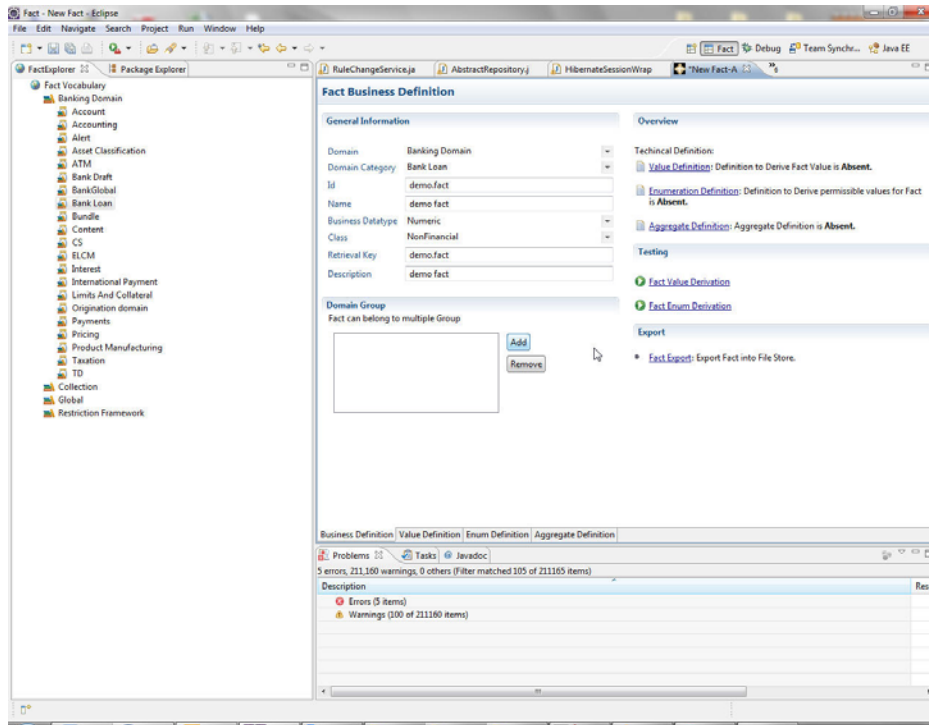 Fact - New Fact - Eclipse
File Edit Navigate Search Project Run Window Help
Fact Debug Team Synchr... Java EE
FactExplorer Package Explorer
Fact Vocabulary
Banking Domain
Account
Accounting
Alert
Asset Classification
ATM
Bank Draft
BankGlobal
Bank Loan
Bundle
Content
CS
ELCM
Interest
International Payment
Limits And Collateral
Origination domain
Payments
Pricing
Product Manufacturing
Taxation
TD
Collection
Global
Restriction Framework
RuleChangeService.ja AbstractRepository.j HibernateSessionWrap *New Fact-A »
Fact Business Definition
General Information
Domain Banking Domain
Domain Category Bank Loan
Id demo.fact
Name demo fact
Business Datatype Numeric
Class NonFinancial
Retrieval Key demo.fact
Description demo fact
Domain Group
Fact can belong to multiple Group
Add
Remove
Overview
Techincal Definition:
Value Definition: Definition to Derive Fact Value is Absent.
Enumeration Definition: Definition to Derive permissible values for Fact
is Absent.
Aggregate Definition: Aggregate Definition is Absent.
Testing
Fact Value Derivation
Fact Enum Derivation
Export
Fact Export: Export Fact into File Store.
Business Definition Value Definition Enum Definition Aggregate Definition
Problems Tasks Javadoc
5 errors, 211,160 warnings, 0 others (Filter matched 105 of 211165 items)
Description Res
Errors (5 items)
Warnings (100 of 211160 items)